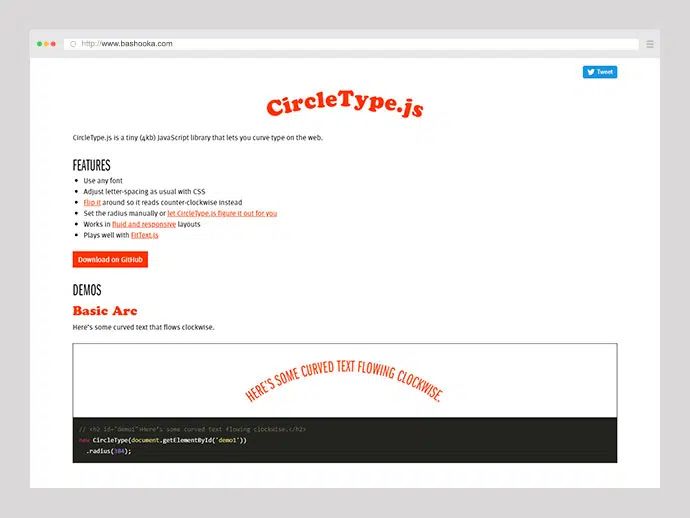 http://www.bashooka.com
Tweet
CircleType.js
CircleType.js is a tiny (4kb) JavaScript library that lets you curve type on the web.
FEATURES
Use any font
Adjust letter-spacing as usual with CSS
Flip it around so it reads counter-clockwise instead
Set the radius manually or let CircleType.js figure it out for you
Works in fluid and responsive layouts
Plays well with FitText.js
Download on GitHub
DEMOS
Basic Arc
Here's some curved text that flows clockwise.
HERE'S SOME CURVED TEXT FLOWING CLOCKWISE.
// <h2 id="demo1">Here's some curved text flowing clockwise.</h2>
new CircleType(document.getElementById('demo1'))
.radius(384);